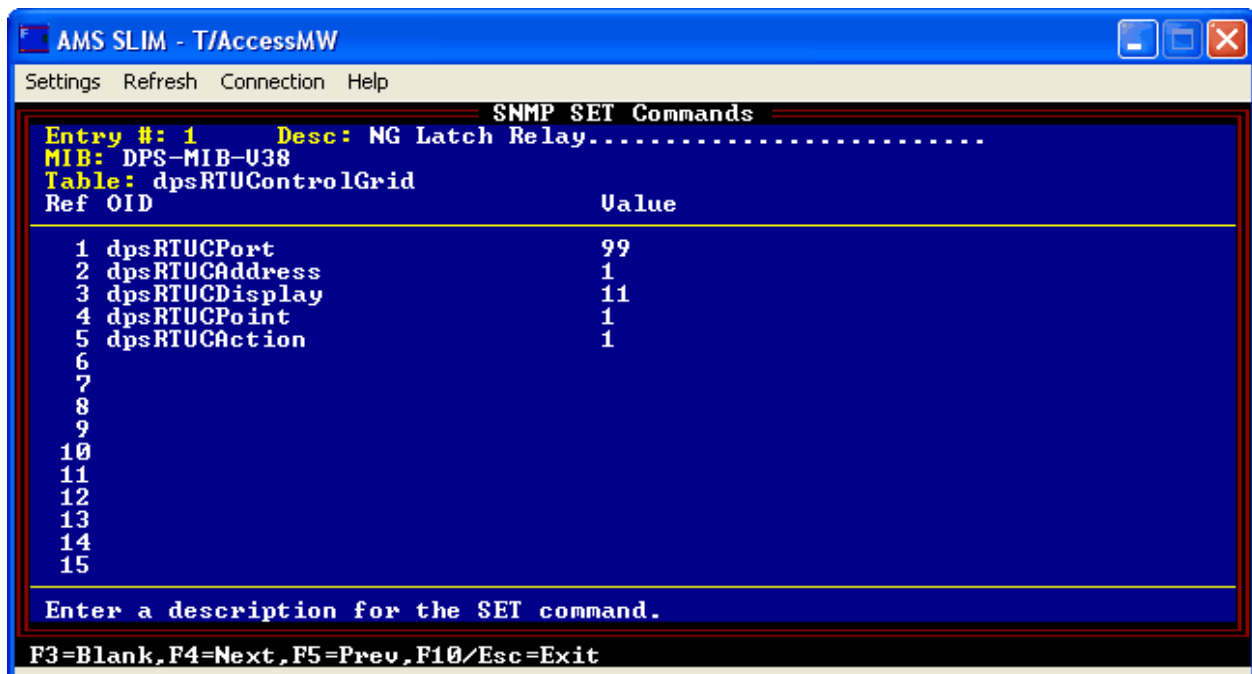 AMS SLIM - T/AccessMW
Settings Refresh Connection Help
SNMP SET Commands
Entry #: 1 Desc: NG Latch Relay..........................
MIB: DPS-MIB-V38
Table: dpsRTUControlGrid
Ref OID Value
1 dpsRTUCPort 99
2 dpsRTUCAddress 1
3 dpsRTUCDisplay 11
4 dpsRTUCPoint 1
5 dpsRTUCAction 1
6
7
8
9
10
11
12
13
14
15
Enter a description for the SET command.
F3=Blank,F4=Next,F5=Prev,F10/Esc=Exit